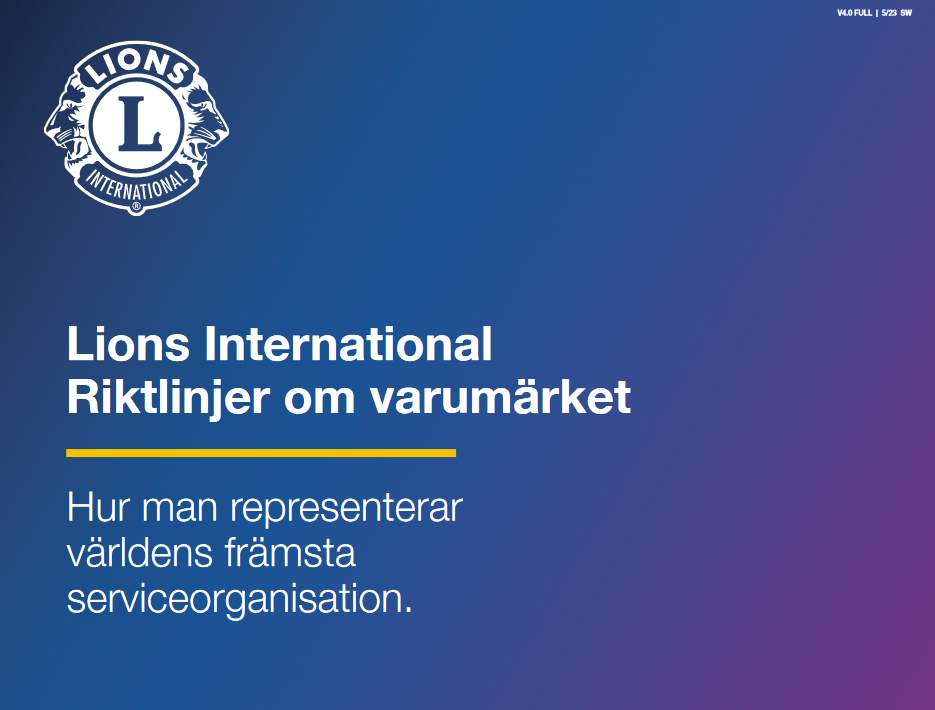 V4.0 FULL | 5/23 SW
LIONS
L
INTERNATIONAL
®
Lions International
Riktlinjer om varumärket
Hur man representerar
världens främsta
serviceorganisation.